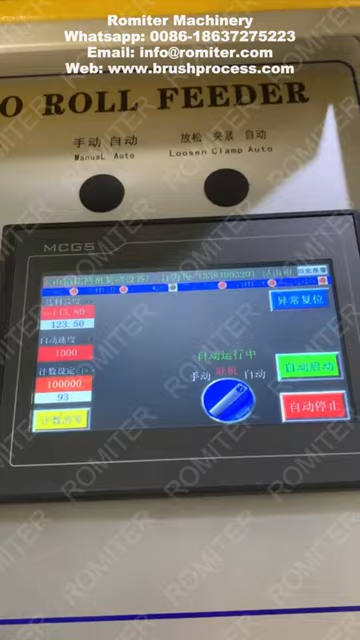 Romiter Machinery
Whatsapp: 0086-18637275223
Email: info@romiter.com
Web: www.brushprocess.com
O ROLL FEEDER
手动 自动
Manual Auto
放松 夹紧 自动
Loosen Clamp Auto
MCGS
异常复位
123.50
自动速度
1000
自动运行中
手动 联机 自动
自动启动
计数设定
100000
93
自动停止
ROMITER